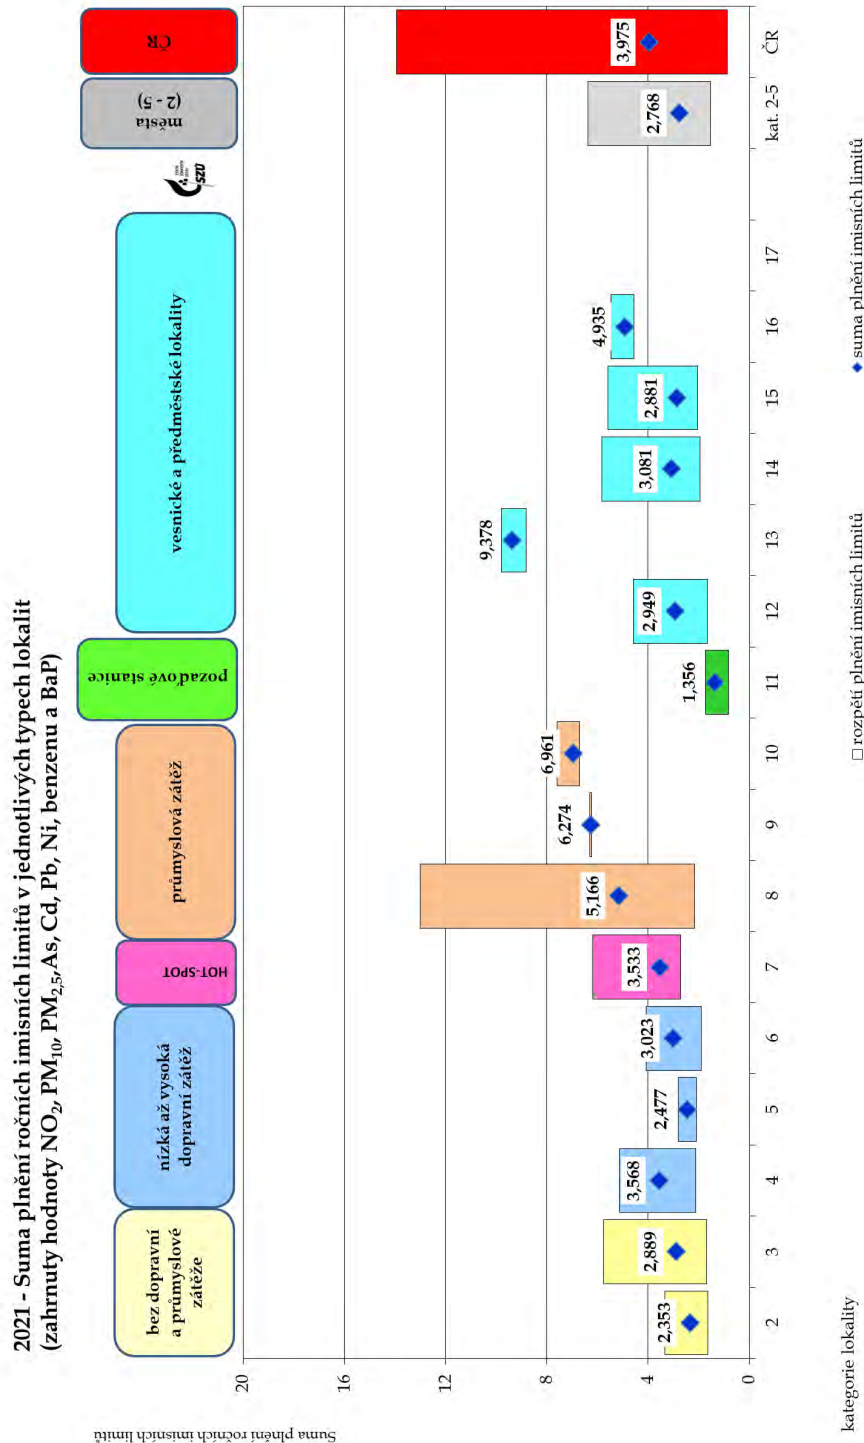 2021 - Suma plnění ročních imisních limitů v jednotlivých typech lokalit
(zahrnuty hodnoty NO2, PM10, PM2,5,As, Cd, Pb, Ni, benzenu a BaP)
bez dopravní
a průmyslové
zátěže
nízká až vysoká
dopravní zátěž
HOT-SPOT
průmyslová zátěž
pozaďové stanice
vesnické a předměstské lokality
SZÚ
města
(2 - 5)
ČR
Suma plnění ročních imisních limitů
20
16
12
8
4
0
2,353
2,889
3,568
2,477
3,023
3,533
5,166
6,274
6,961
1,356
2,949
9,378
3,081
2,881
4,935
2,768
3,975
2
3
4
5
6
7
8
9
10
11
12
13
14
15
16
17
kat. 2-5
ČR
kategorie lokality
rozpětí plnění imisních limitů
suma plnění imisních limitů